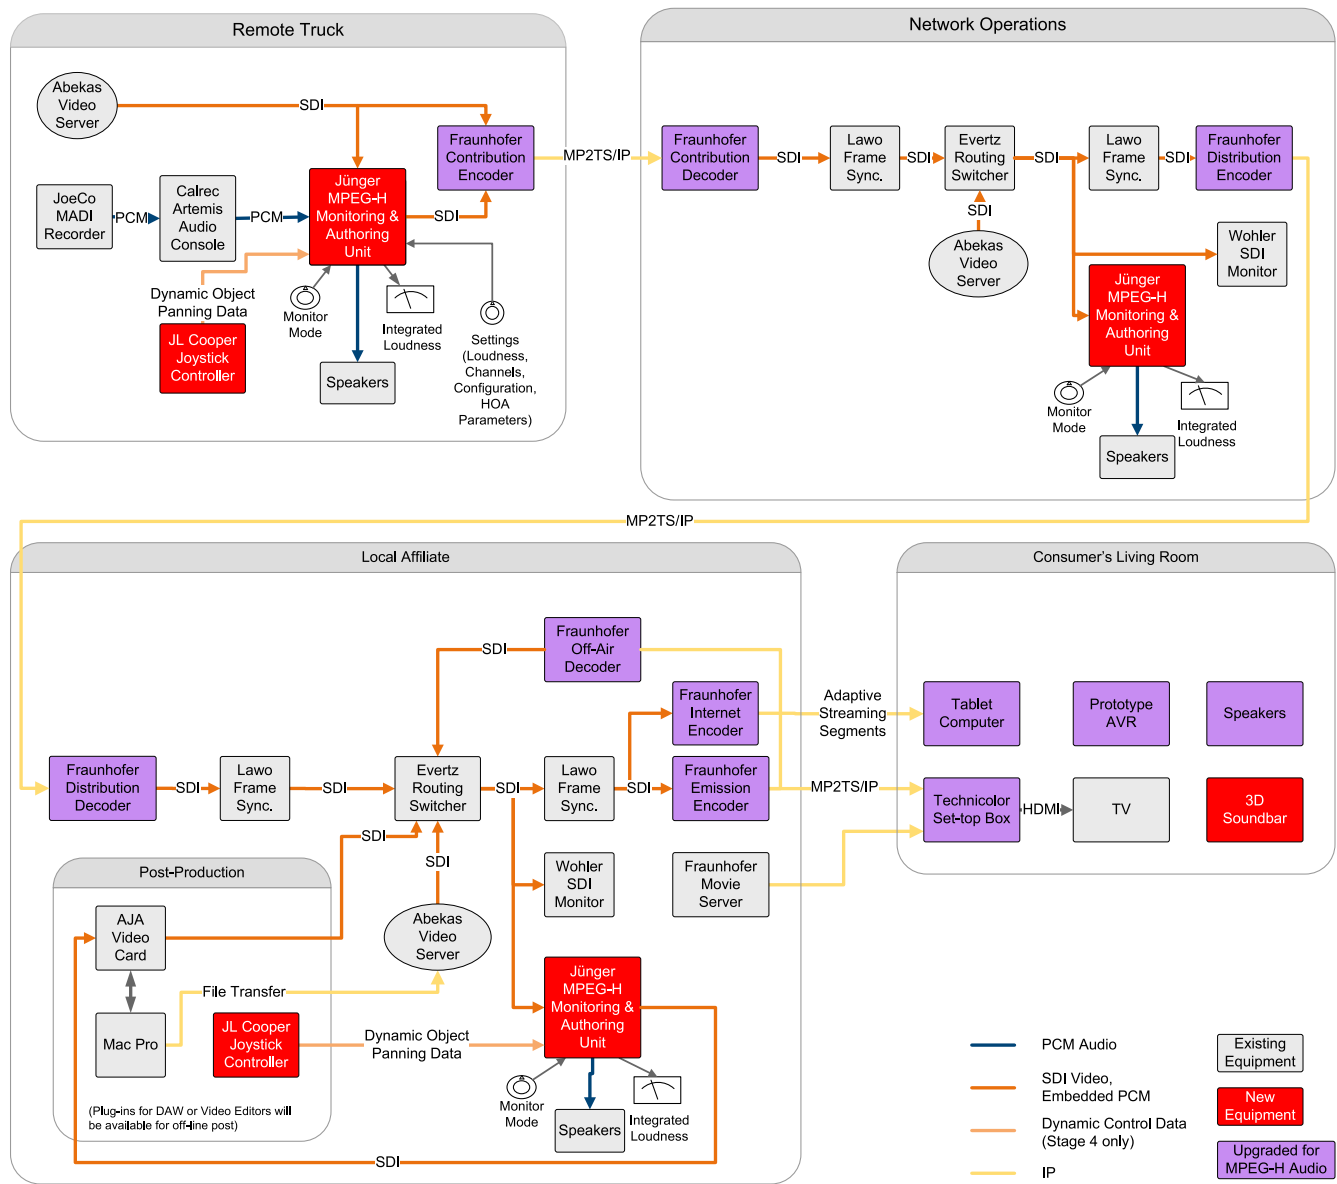 Remote Truck
Abekas
Video
Server
SDI
Fraunhofer
Contribution
Encoder
JoeCo
MADI
Recorder
PCM
Calrec
Artemis
Audio
Console
PCM
Jünger
MPEG-H
Monitoring &
Authoring
Unit
SDI
Dynamic Object
Panning Data
JL Cooper
Joystick
Controller
Monitor
Mode
Integrated
Loudness
Speakers
Settings
(Loudness,
Channels,
Configuration,
HOA
Parameters)
MP2TS/IP
Network Operations
Fraunhofer
Contribution
Decoder
SDI
Lawo
Frame
Sync.
SDI
Evertz
Routing
Switcher
SDI
Lawo
Frame
Sync.
SDI
Fraunhofer
Distribution
Encoder
SDI
Abekas
Video
Server
Wohler
SDI
Monitor
Jünger
MPEG-H
Monitoring &
Authoring
Unit
Monitor
Mode
Integrated
Loudness
Speakers
MP2TS/IP
Local Affiliate
Fraunhofer
Off-Air
Decoder
SDI
Fraunhofer
Internet
Encoder
Fraunhofer
Distribution
Decoder
SDI
Lawo
Frame
Sync.
SDI
Evertz
Routing
Switcher
SDI
Lawo
Frame
Sync.
SDI
Fraunhofer
Emission
Encoder
SDI
SDI
Wohler
SDI
Monitor
Fraunhofer
Movie
Server
Abekas
Video
Server
Post-Production
AJA
Video
Card
Mac Pro
File Transfer
JL Cooper
Joystick
Controller
Dynamic Object
Panning Data
Jünger
MPEG-H
Monitoring &
Authoring
Unit
Monitor
Mode
Integrated
Loudness
Speakers
(Plug-ins for DAW or Video Editors will
be available for off-line post)
SDI
Adaptive
Streaming
Segments
MP2TS/IP
Consumer's Living Room
Tablet
Computer
Prototype
AVR
Speakers
Technicolor
Set-top Box
HDMI
TV
3D
Soundbar
PCM Audio
SDI Video,
Embedded PCM
Dynamic Control Data
(Stage 4 only)
IP
Existing
Equipment
New
Equipment
Upgraded for
MPEG-H Audio